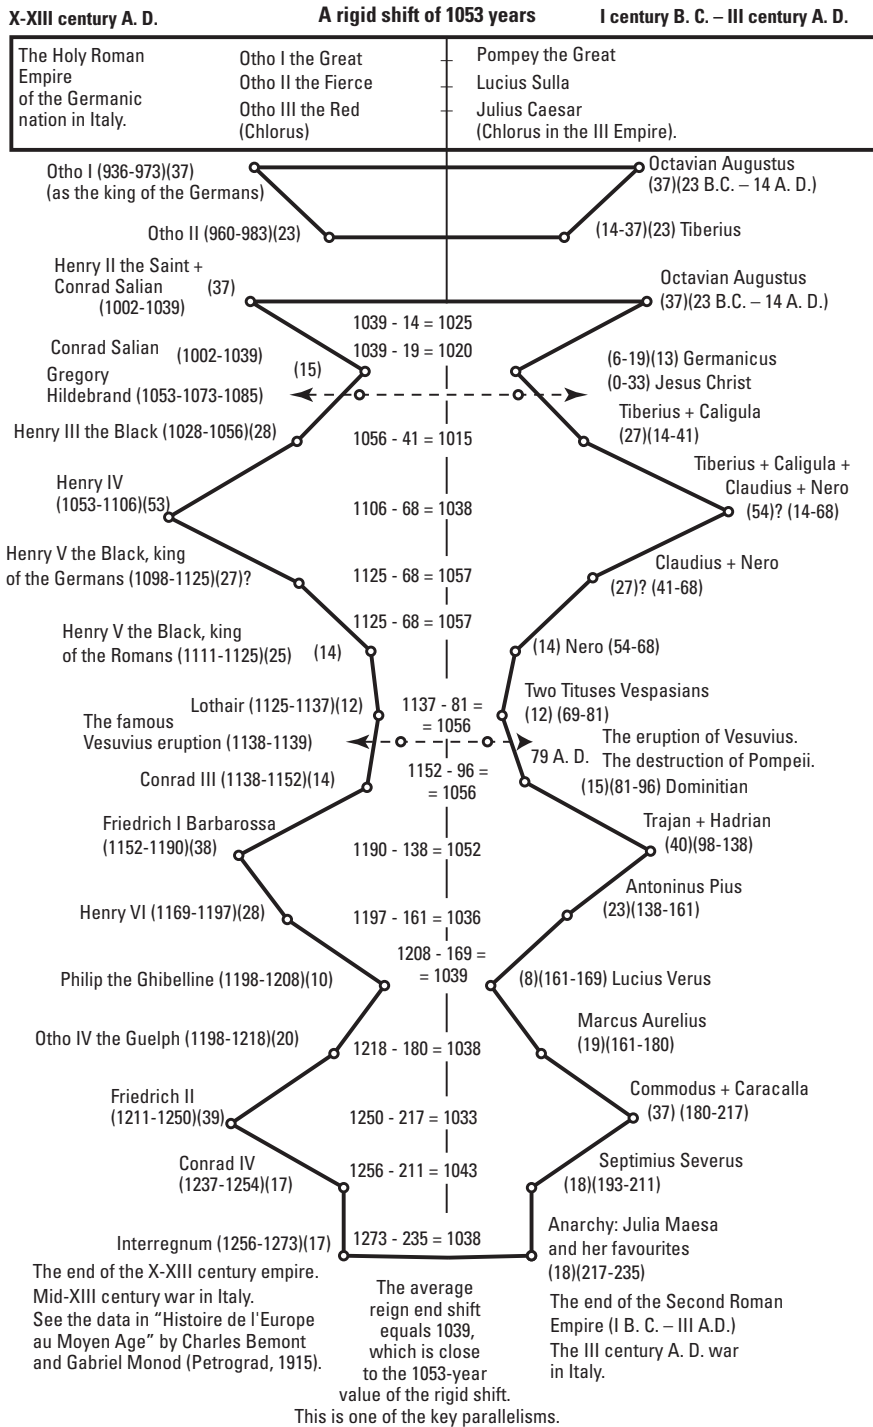 X-XIII century A. D.
A rigid shift of 1053 years
I century B. C. – III century A. D.
The Holy Roman
Empire
of the Germanic
nation in Italy.
Otho I the Great
Otho II the Fierce
Otho III the Red
(Chlorus)
Pompey the Great
Lucius Sulla
Julius Caesar
(Chlorus in the III Empire).
Otho I (936-973)(37)
(as the king of the Germans)
Octavian Augustus
(37)(23 B.C. – 14 A. D.)
Otho II (960-983)(23)
(14-37)(23) Tiberius
Henry II the Saint +
Conrad Salian (37)
(1002-1039)
Octavian Augustus
(37)(23 B.C. – 14 A. D.)
1039 - 14 = 1025
Conrad Salian (1002-1039) (15)
1039 - 19 = 1020
(6-19)(13) Germanicus
Gregory
Hildebrand (1053-1073-1085)
(0-33) Jesus Christ
Henry III the Black (1028-1056)(28)
1056 - 41 = 1015
Tiberius + Caligula
(27)(14-41)
Henry IV
(1053-1106)(53)
1106 - 68 = 1038
Tiberius + Caligula +
Claudius + Nero
(54)? (14-68)
Henry V the Black, king
of the Germans (1098-1125)(27)?
1125 - 68 = 1057
Claudius + Nero
(27)? (41-68)
Henry V the Black, king
of the Romans (1111-1125)(25) (14)
1125 - 68 = 1057
(14) Nero (54-68)
Lothair (1125-1137)(12)
1137 - 81 =
= 1056
Two Tituses Vespasians
(12) (69-81)
The famous
Vesuvius eruption (1138-1139)
79 A. D.
The eruption of Vesuvius.
The destruction of Pompeii.
Conrad III (1138-1152)(14)
1152 - 96 =
= 1056
(15)(81-96) Dominitian
Friedrich I Barbarossa
(1152-1190)(38)
1190 - 138 = 1052
Trajan + Hadrian
(40)(98-138)
Henry VI (1169-1197)(28)
1197 - 161 = 1036
Antoninus Pius
(23)(138-161)
Philip the Ghibelline (1198-1208)(10)
1208 - 169 =
= 1039
(8)(161-169) Lucius Verus
Otho IV the Guelph (1198-1218)(20)
1218 - 180 = 1038
Marcus Aurelius
(19)(161-180)
Friedrich II
(1211-1250)(39)
1250 - 217 = 1033
Commodus + Caracalla
(37) (180-217)
Conrad IV
(1237-1254)(17)
1256 - 211 = 1043
Septimius Severus
(18)(193-211)
Interregnum (1256-1273)(17)
1273 - 235 = 1038
Anarchy: Julia Maesa
and her favourites
(18)(217-235)
The end of the X-XIII century empire.
Mid-XIII century war in Italy.
See the data in “Histoire de l'Europe
au Moyen Age” by Charles Bemont
and Gabriel Monod (Petrograd, 1915).
The average
reign end shift
equals 1039,
which is close
to the 1053-year
value of the rigid shift.
This is one of the key parallelisms.
The end of the Second Roman
Empire (I B. C. – III A.D.)
The III century A. D. war
in Italy.